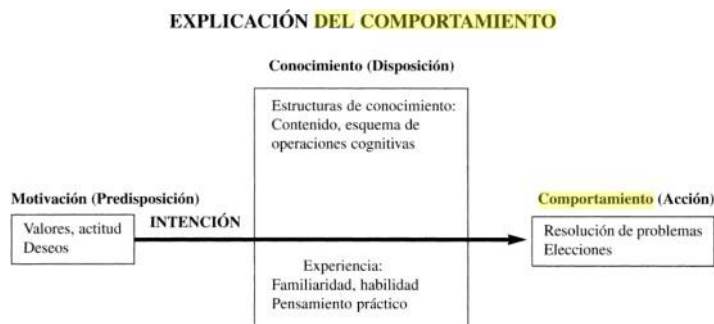 EXPLICACIÓN DEL COMPORTAMIENTO
Conocimiento (Disposición)
Estructuras de conocimiento:
Contenido, esquema de
operaciones cognitivas
Motivación (Predisposición)
Valores, actitud
Deseos
INTENCIÓN
Experiencia:
Familiaridad, habilidad
Pensamiento práctico
Comportamiento (Acción)
Resolución de problemas
Elecciones